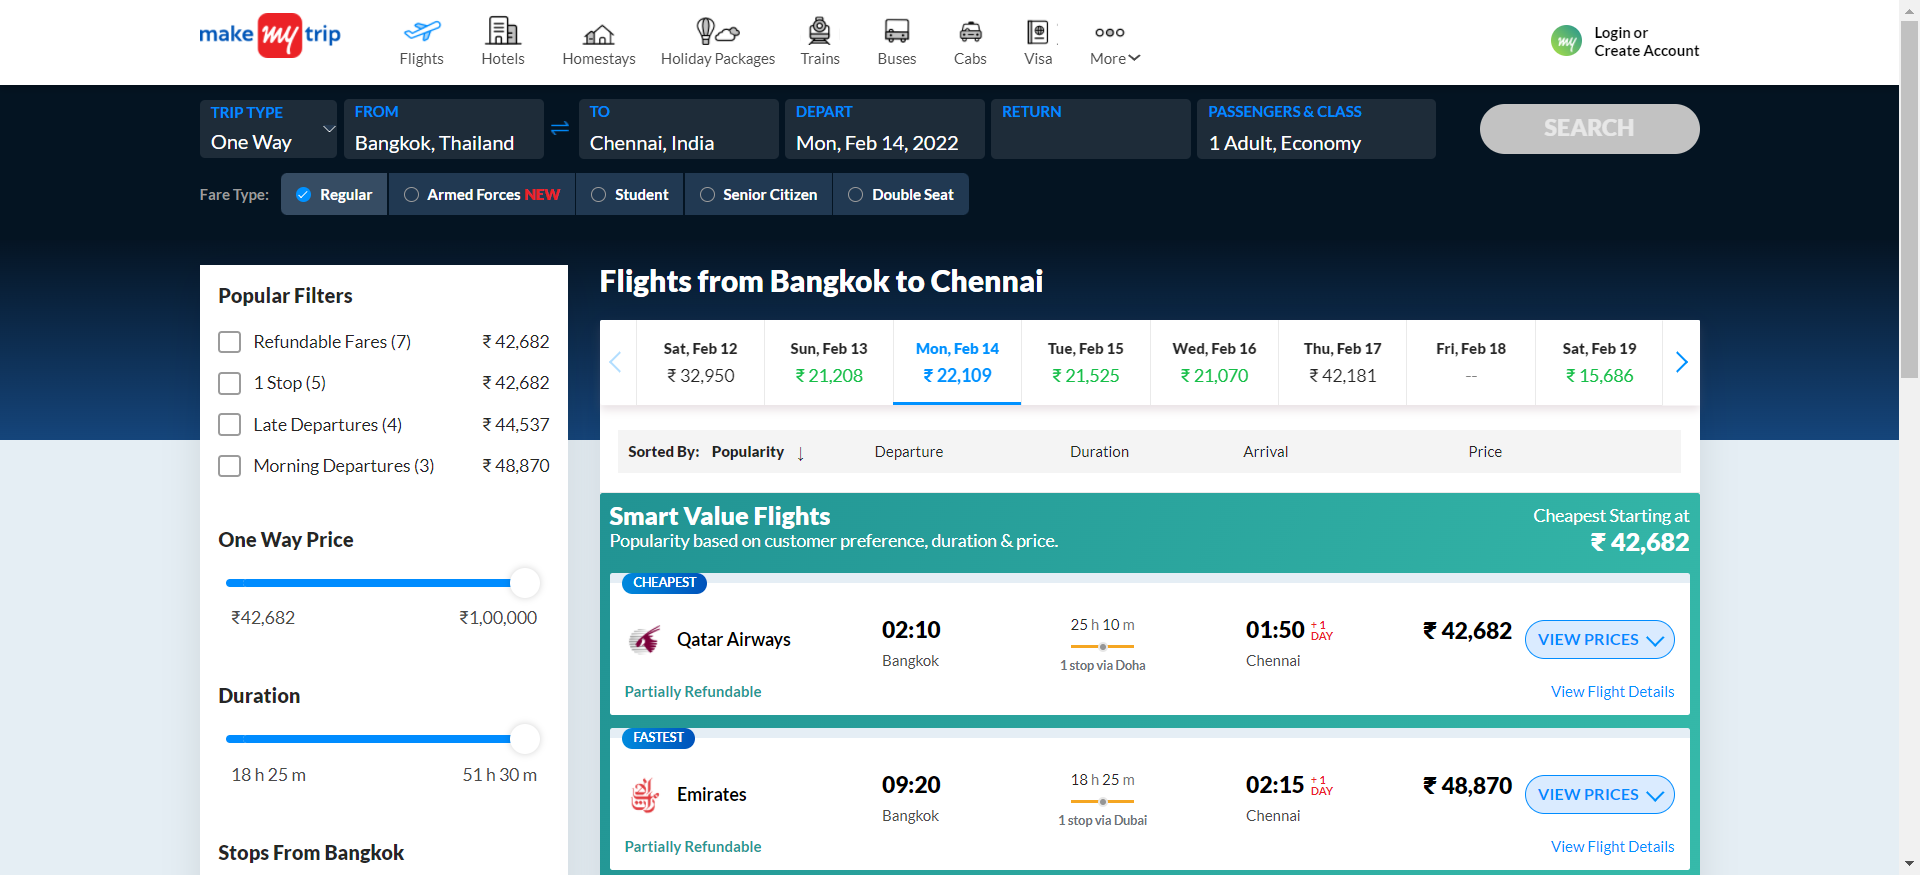 make my trip
Flights
Hotels
Homestays
Holiday Packages
Trains
Buses
Cabs
Visa
More
my
Login or
Create Account
TRIP TYPE
One Way
FROM
Bangkok, Thailand
TO
Chennai, India
DEPART
Mon, Feb 14, 2022
RETURN
PASSENGERS & CLASS
1 Adult, Economy
SEARCH
Fare Type:
Regular
Armed Forces NEW
Student
Senior Citizen
Double Seat
Popular Filters
Refundable Fares (7) ₹ 42,682
1 Stop (5) ₹ 42,682
Late Departures (4) ₹ 44,537
Morning Departures (3) ₹ 48,870
One Way Price
₹42,682 ₹1,00,000
Duration
18 h 25 m 51 h 30 m
Stops From Bangkok
Flights from Bangkok to Chennai
Sat, Feb 12
₹ 32,950
Sun, Feb 13
₹ 21,208
Mon, Feb 14
₹ 22,109
Tue, Feb 15
₹ 21,525
Wed, Feb 16
₹ 21,070
Thu, Feb 17
₹ 42,181
Fri, Feb 18
--
Sat, Feb 19
₹ 15,686
Sorted By: Popularity ↓ Departure Duration Arrival Price
Smart Value Flights
Popularity based on customer preference, duration & price.
Cheapest Starting at
₹ 42,682
CHEAPEST
Qatar Airways
02:10
Bangkok
25 h 10 m
1 stop via Doha
01:50 +1 DAY
Chennai
₹ 42,682
VIEW PRICES
Partially Refundable
View Flight Details
FASTEST
Emirates
09:20
Bangkok
18 h 25 m
1 stop via Dubai
02:15 +1 DAY
Chennai
₹ 48,870
VIEW PRICES
Partially Refundable
View Flight Details